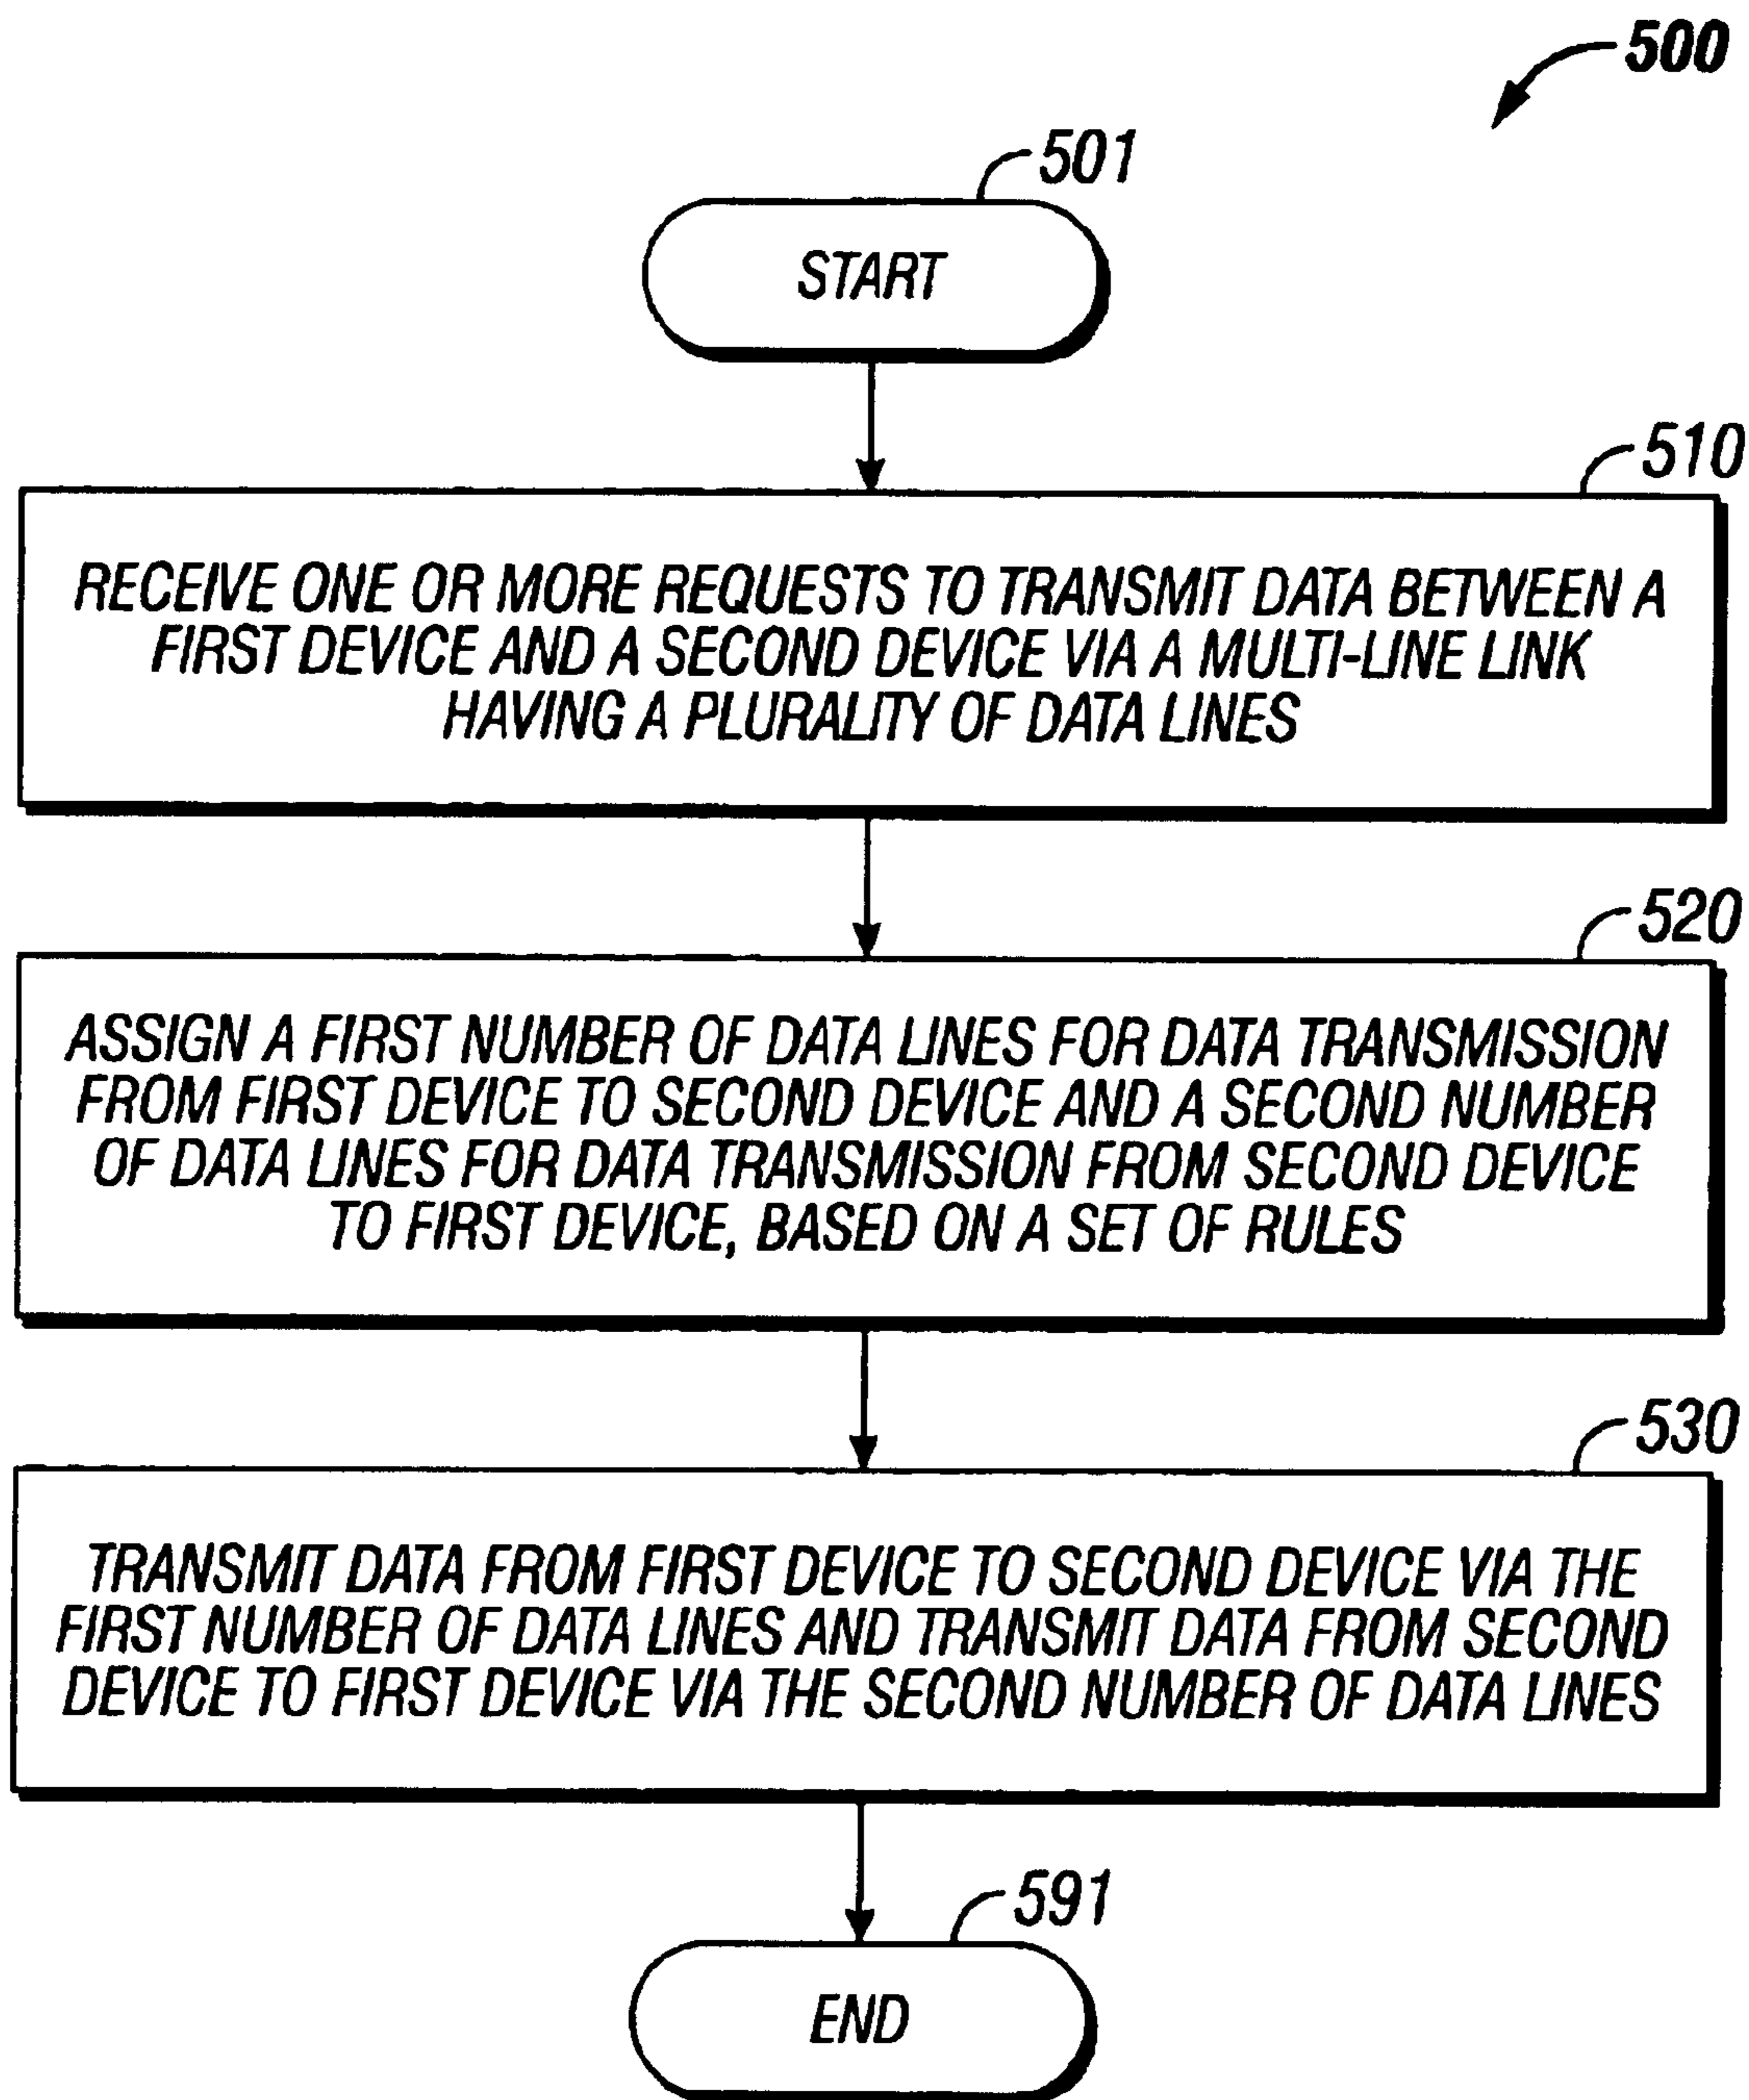 500
501
START
510
RECEIVE ONE OR MORE REQUESTS TO TRANSMIT DATA BETWEEN A
FIRST DEVICE AND A SECOND DEVICE VIA A MULTI-LINE LINK
HAVING A PLURALITY OF DATA LINES
520
ASSIGN A FIRST NUMBER OF DATA LINES FOR DATA TRANSMISSION
FROM FIRST DEVICE TO SECOND DEVICE AND A SECOND NUMBER
OF DATA LINES FOR DATA TRANSMISSION FROM SECOND DEVICE
TO FIRST DEVICE, BASED ON A SET OF RULES
530
TRANSMIT DATA FROM FIRST DEVICE TO SECOND DEVICE VIA THE
FIRST NUMBER OF DATA LINES AND TRANSMIT DATA FROM SECOND
DEVICE TO FIRST DEVICE VIA THE SECOND NUMBER OF DATA LINES
591
END